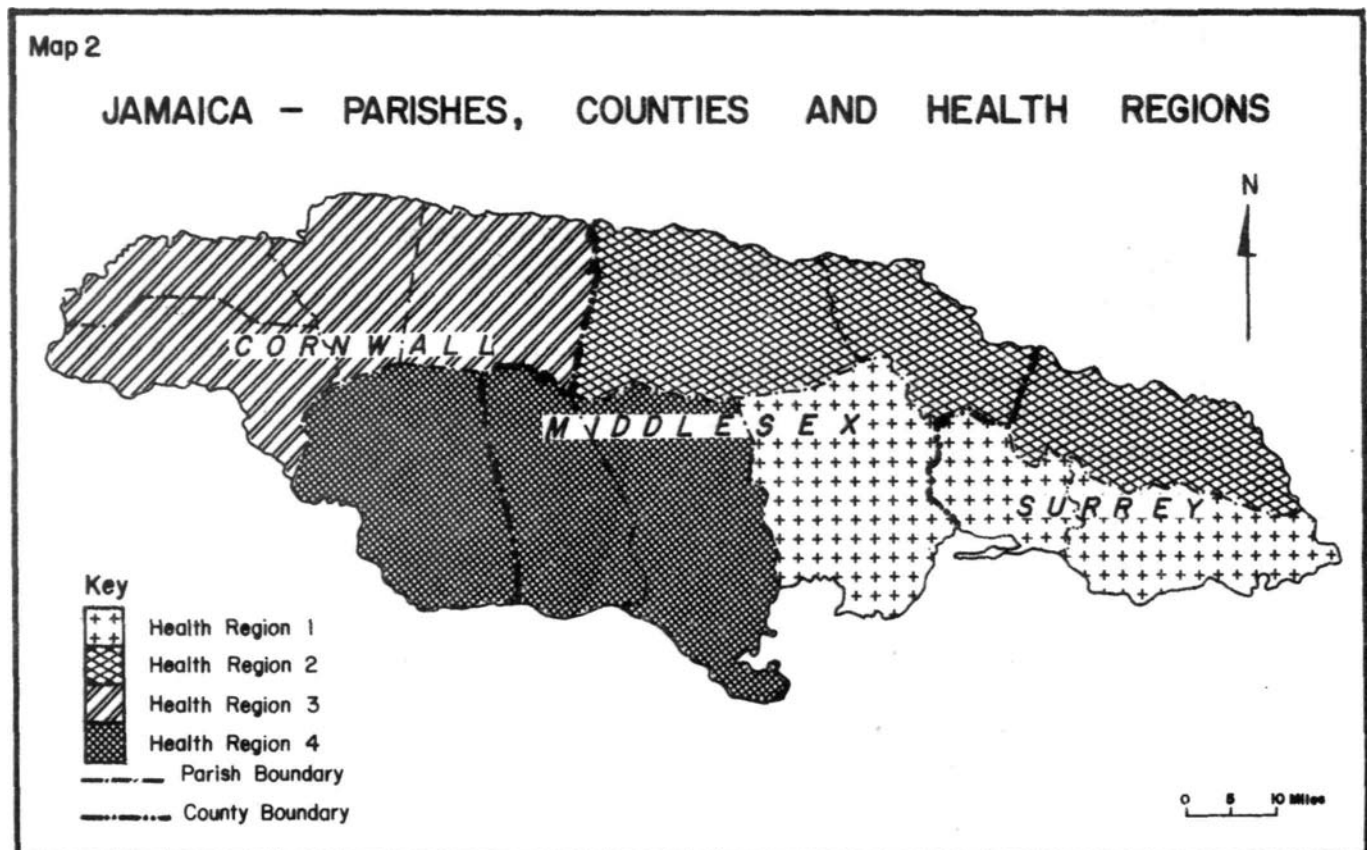 Map 2
JAMAICA – PARISHES, COUNTIES AND HEALTH REGIONS
N
CORNWALL
MIDDLESEX
SURREY
Key
Health Region 1
Health Region 2
Health Region 3
Health Region 4
Parish Boundary
County Boundary
0 5 10 Miles